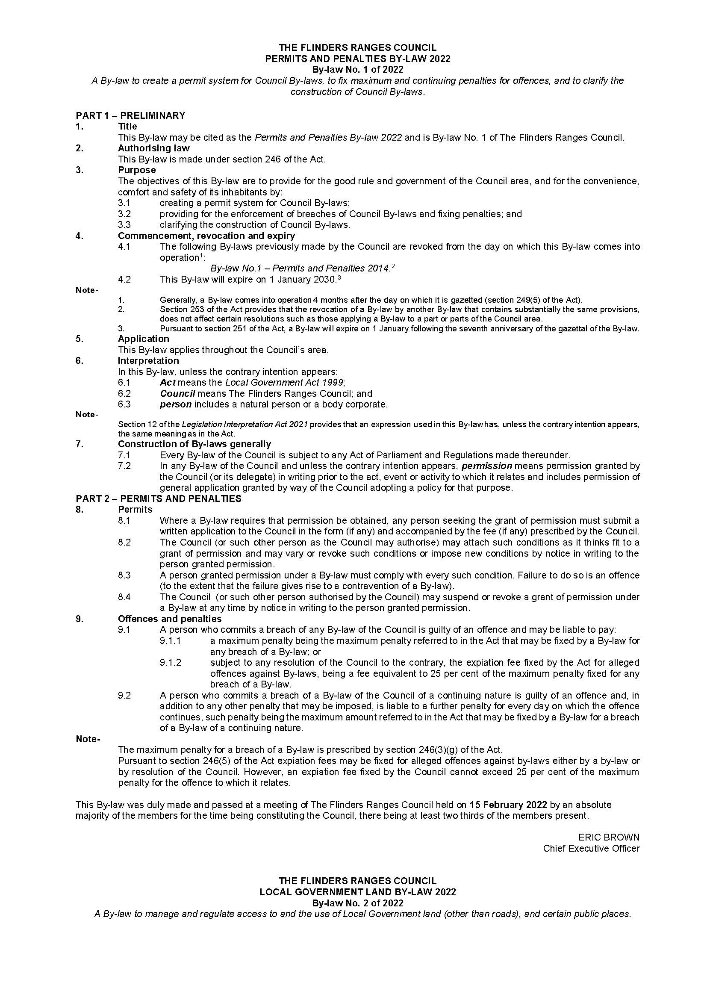 THE FLINDERS RANGES COUNCIL
PERMITS AND PENALTIES BY-LAW 2022
By-law No. 1 of 2022
A By-law to create a permit system for Council By-laws, to fix maximum and continuing penalties for offences, and to clarify the
construction of Council By-laws.
PART 1 – PRELIMINARY
1. Title
This By-law may be cited as the Permits and Penalties By-law 2022 and is By-law No. 1 of The Flinders Ranges Council.
2. Authorising law
This By-law is made under section 246 of the Act.
3. Purpose
The objectives of this By-law are to provide for the good rule and government of the Council area, and for the convenience,
comfort and safety of its inhabitants by:
3.1 creating a permit system for Council By-laws;
3.2 providing for the enforcement of breaches of Council By-laws and fixing penalties; and
3.3 clarifying the construction of Council By-laws.
4. Commencement, revocation and expiry
4.1 The following By-laws previously made by the Council are revoked from the day on which this By-law comes into
operation¹:
By-law No.1 – Permits and Penalties 2014.²
4.2 This By-law will expire on 1 January 2030.³
Note-
1. Generally, a By-law comes into operation 4 months after the day on which it is gazetted (section 249(5) of the Act).
2. Section 253 of the Act provides that the revocation of a By-law by another By-law that contains substantially the same provisions,
does not affect certain resolutions such as those applying a By-law to a part or parts of the Council area.
3. Pursuant to section 251 of the Act, a By-law will expire on 1 January following the seventh anniversary of the gazettal of the By-law.
5. Application
This By-law applies throughout the Council's area.
6. Interpretation
In this By-law, unless the contrary intention appears:
6.1 Act means the Local Government Act 1999;
6.2 Council means The Flinders Ranges Council; and
6.3 person includes a natural person or a body corporate.
Note-
Section 12 of the Legislation Interpretation Act 2021 provides that an expression used in this By-law has, unless the contrary intention appears,
the same meaning as in the Act.
7. Construction of By-laws generally
7.1 Every By-law of the Council is subject to any Act of Parliament and Regulations made thereunder.
7.2 In any By-law of the Council and unless the contrary intention appears, permission means permission granted by
the Council (or its delegate) in writing prior to the act, event or activity to which it relates and includes permission of
general application granted by way of the Council adopting a policy for that purpose.
PART 2 – PERMITS AND PENALTIES
8. Permits
8.1 Where a By-law requires that permission be obtained, any person seeking the grant of permission must submit a
written application to the Council in the form (if any) and accompanied by the fee (if any) prescribed by the Council.
8.2 The Council (or such other person as the Council may authorise) may attach such conditions as it thinks fit to a
grant of permission and may vary or revoke such conditions or impose new conditions by notice in writing to the
person granted permission.
8.3 A person granted permission under a By-law must comply with every such condition. Failure to do so is an offence
(to the extent that the failure gives rise to a contravention of a By-law).
8.4 The Council (or such other person authorised by the Council) may suspend or revoke a grant of permission under
a By-law at any time by notice in writing to the person granted permission.
9. Offences and penalties
9.1 A person who commits a breach of any By-law of the Council is guilty of an offence and may be liable to pay:
9.1.1 a maximum penalty being the maximum penalty referred to in the Act that may be fixed by a By-law for
any breach of a By-law; or
9.1.2 subject to any resolution of the Council to the contrary, the expiation fee fixed by the Act for alleged
offences against By-laws, being a fee equivalent to 25 per cent of the maximum penalty fixed for any
breach of a By-law.
9.2 A person who commits a breach of a By-law of the Council of a continuing nature is guilty of an offence and, in
addition to any other penalty that may be imposed, is liable to a further penalty for every day on which the offence
continues, such penalty being the maximum amount referred to in the Act that may be fixed by a By-law for a breach
of a By-law of a continuing nature.
Note-
The maximum penalty for a breach of a By-law is prescribed by section 246(3)(g) of the Act.
Pursuant to section 246(5) of the Act expiation fees may be fixed for alleged offences against by-laws either by a by-law or
by resolution of the Council. However, an expiation fee fixed by the Council cannot exceed 25 per cent of the maximum
penalty for the offence to which it relates.
This By-law was duly made and passed at a meeting of The Flinders Ranges Council held on 15 February 2022 by an absolute
majority of the members for the time being constituting the Council, there being at least two thirds of the members present.
ERIC BROWN
Chief Executive Officer
THE FLINDERS RANGES COUNCIL
LOCAL GOVERNMENT LAND BY-LAW 2022
By-law No. 2 of 2022
A By-law to manage and regulate access to and the use of Local Government land (other than roads), and certain public places.